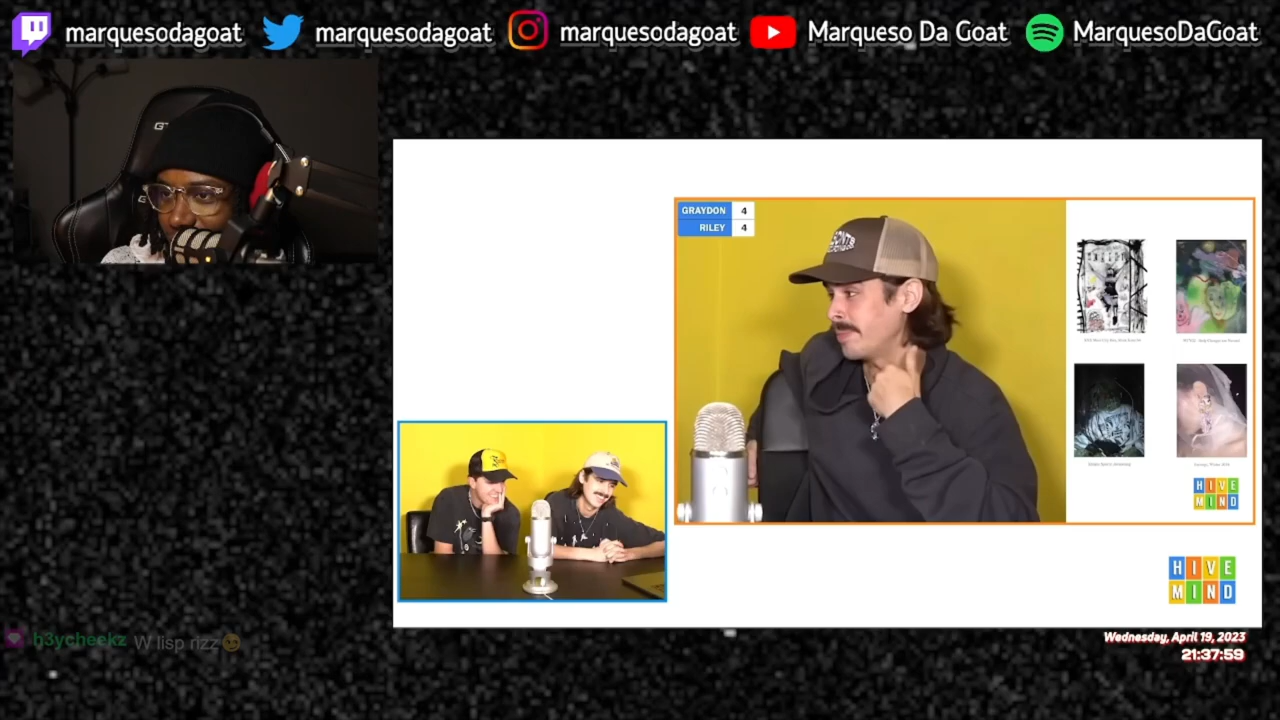 marquesodagoat marquesodagoat marquesodagoat Marqueso Da Goat MarquesoDaGoat
GRAYDON 4
RILEY 4
HIVE
MIND
HIVE
MIND
b3ycheekz W lisp rizz😉
Wednesday, April 19, 2023
21:37:59